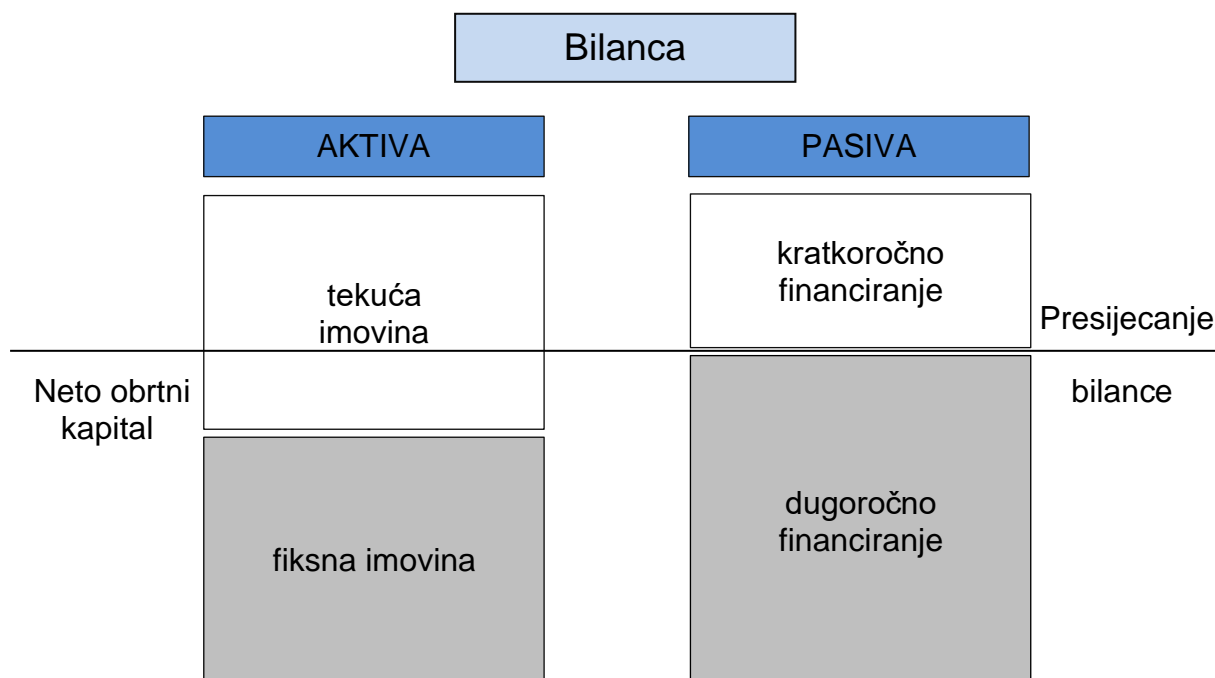 Bilanca
AKTIVA
PASIVA
tekuća
imovina
kratkoročno
financiranje
Presijecanje
bilance
Neto obrtni
kapital
fiksna imovina
dugoročno
financiranje